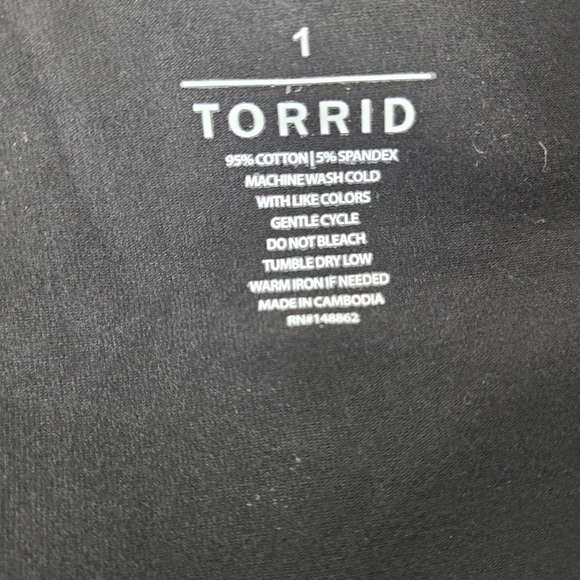 1
TORRID
95% COTTON | 5% SPANDEX
MACHINE WASH COLD
WITH LIKE COLORS
GENTLE CYCLE
DO NOT BLEACH
TUMBLE DRY LOW
WARM IRON IF NEEDED
MADE IN CAMBODIA
RN#148862